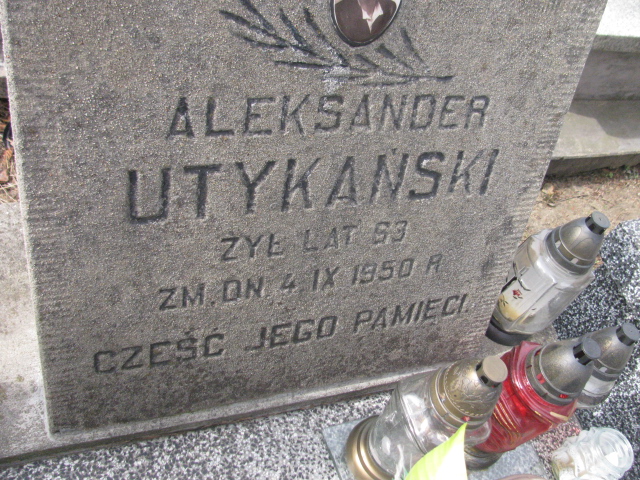 ALEKSANDER
UTYKAŃSKI
ŻYŁ LAT 63
ZM. DN 4 IX 1950 R
CZEŚĆ JEGO PAMIĘCI.